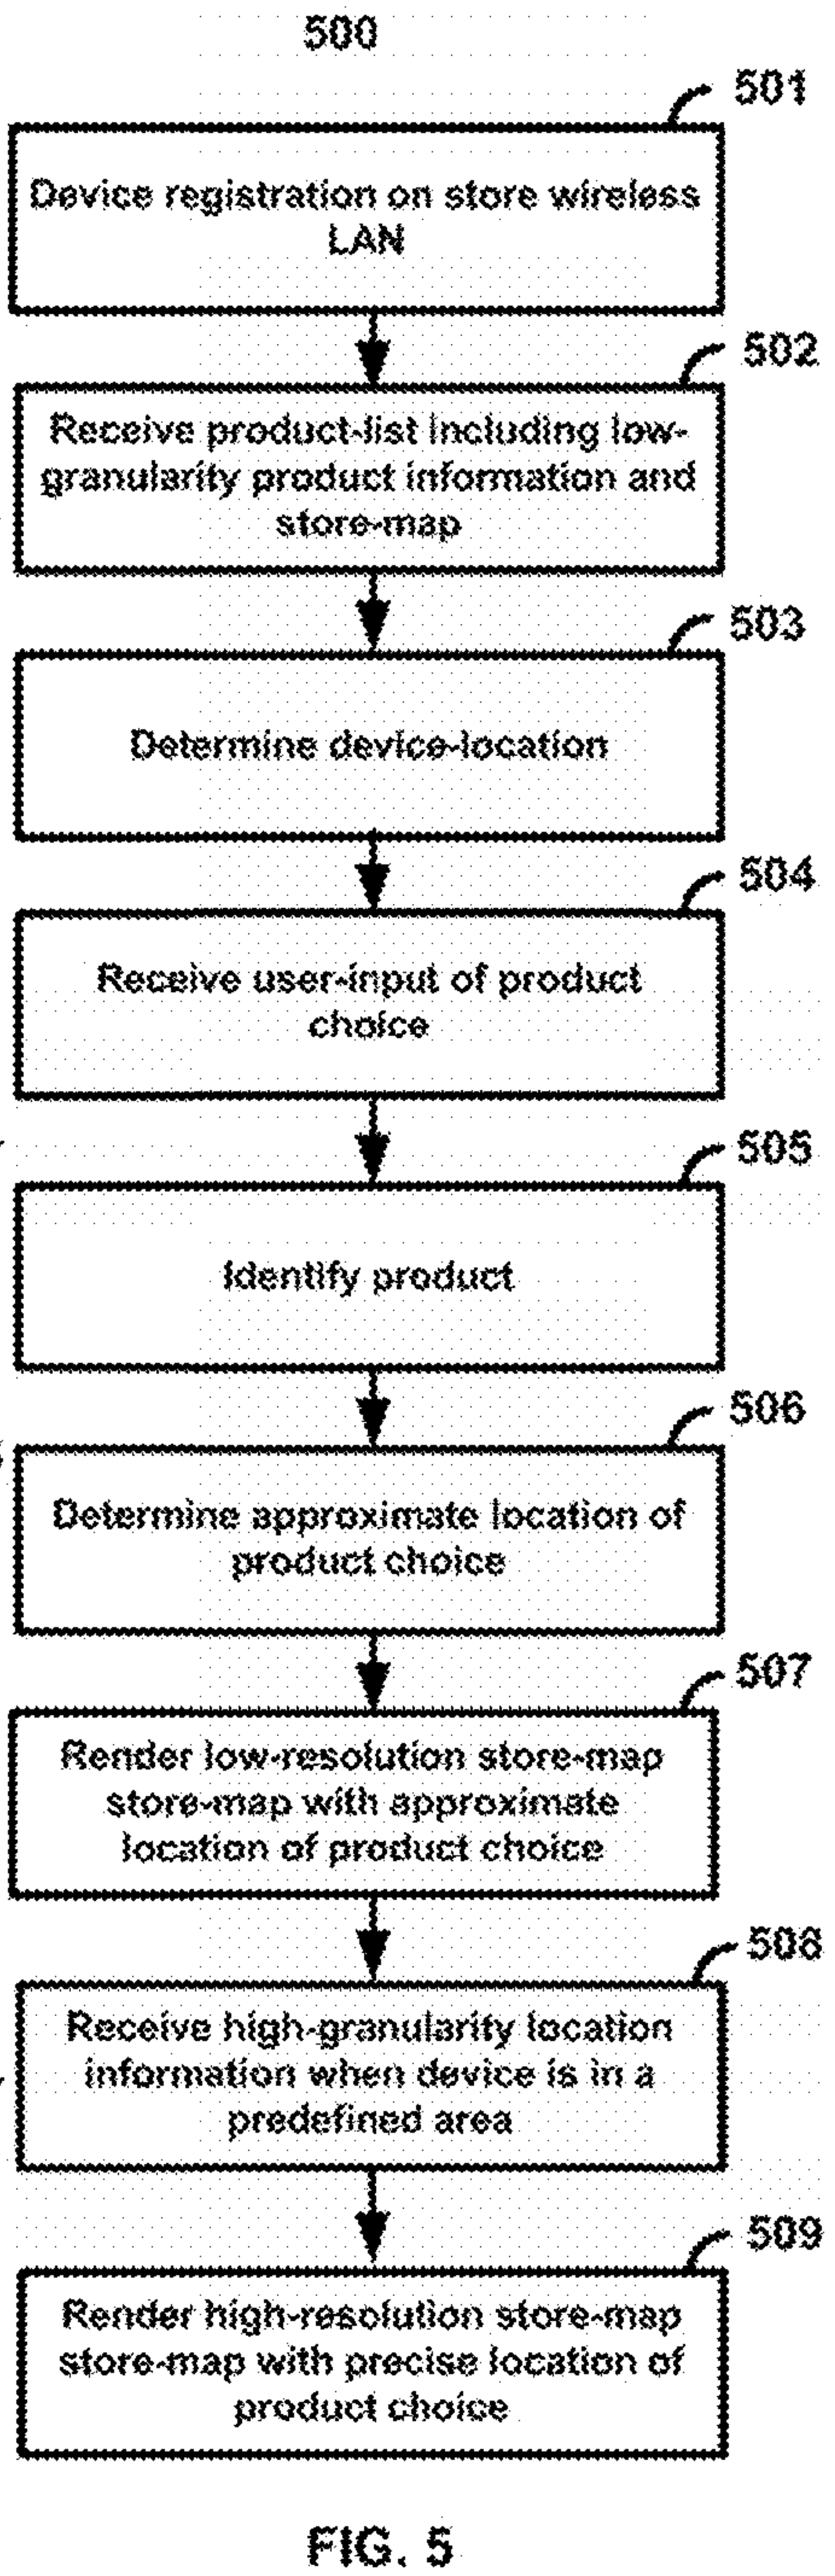 500
501
Device registration on store wireless
LAN
502
Receive product-list including low-
granularity product information and
store-map
503
Determine device-location
504
Receive user-input of product
choice
505
Identify product
506
Determine approximate location of
product choice
507
Render low-resolution store-map
store-map with approximate
location of product choice
508
Receive high-granularity location
information when device is in a
predefined area
509
Render high-resolution store-map
store-map with precise location of
product choice
FIG. 5